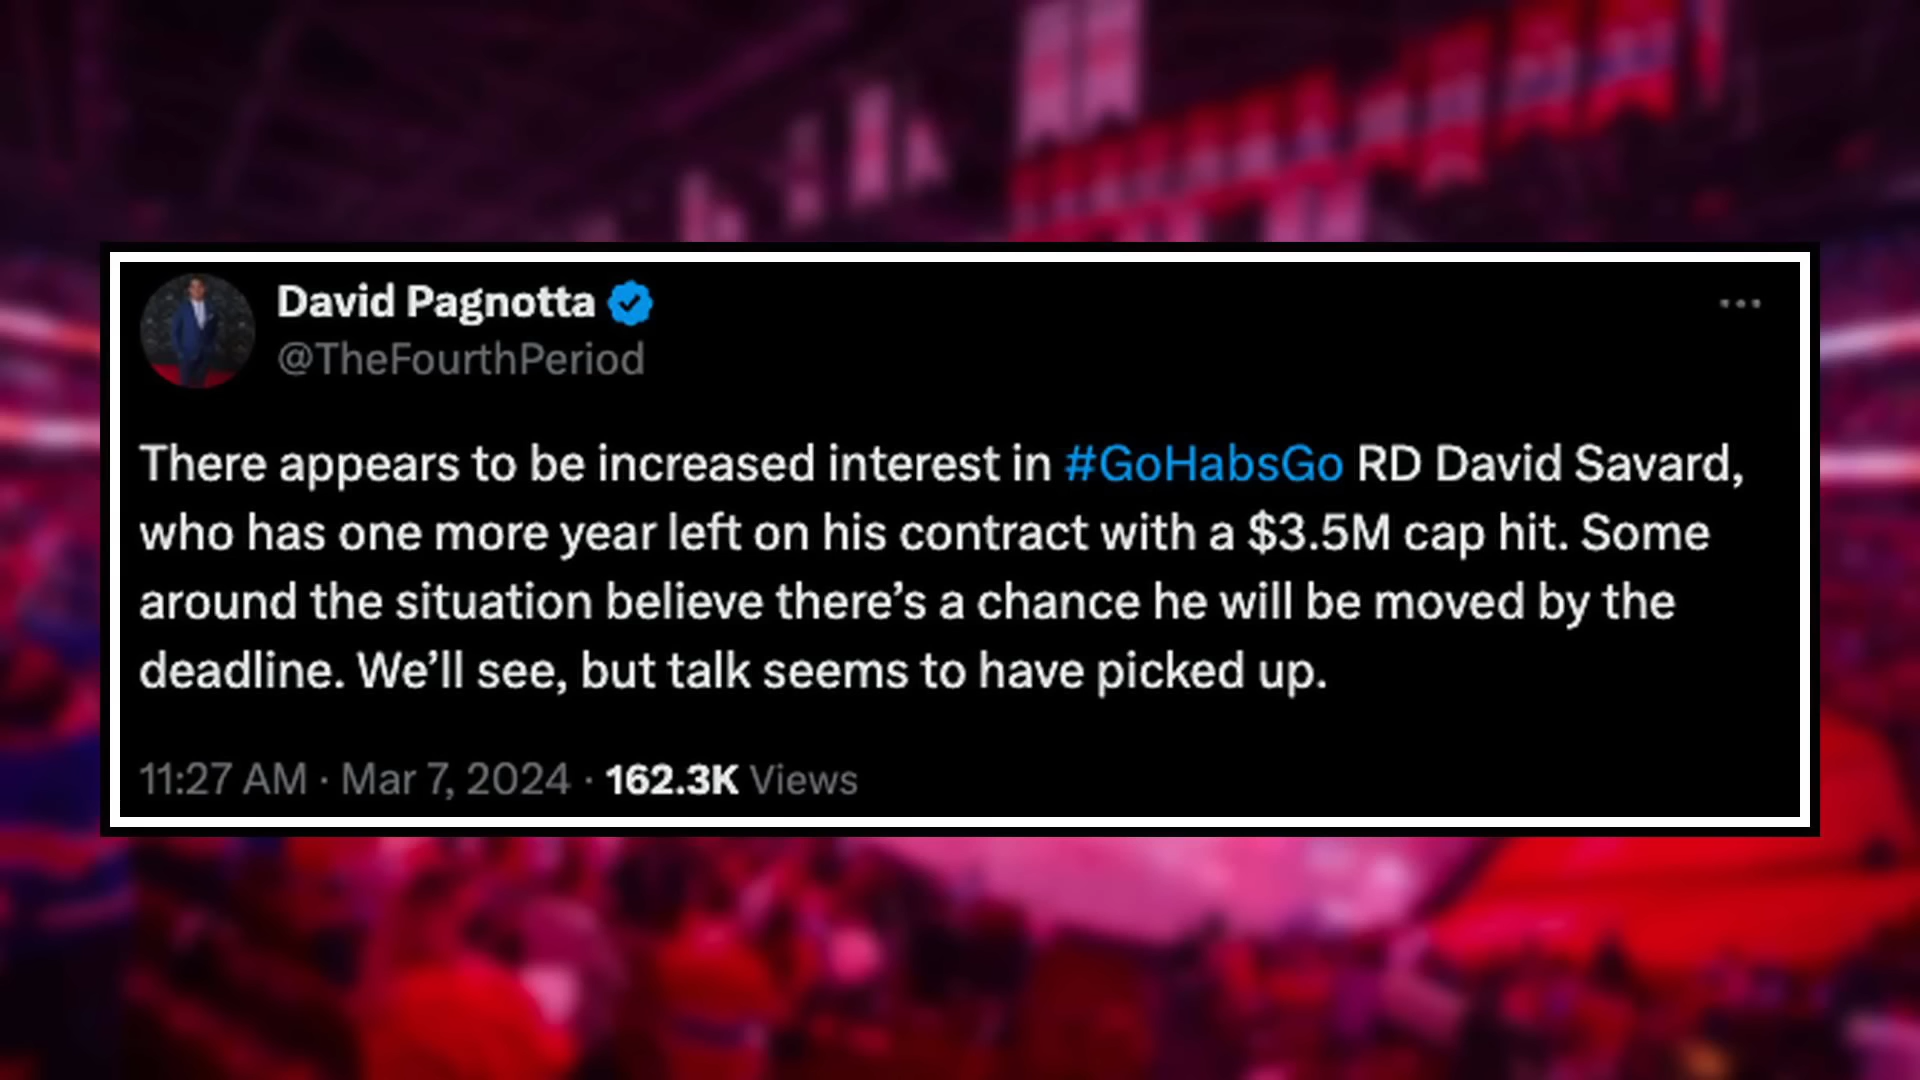 David Pagnotta
@TheFourthPeriod
There appears to be increased interest in #GoHabsGo RD David Savard,
who has one more year left on his contract with a $3.5M cap hit. Some
around the situation believe there’s a chance he will be moved by the
deadline. We’ll see, but talk seems to have picked up.
11:27 AM · Mar 7, 2024 · 162.3K Views